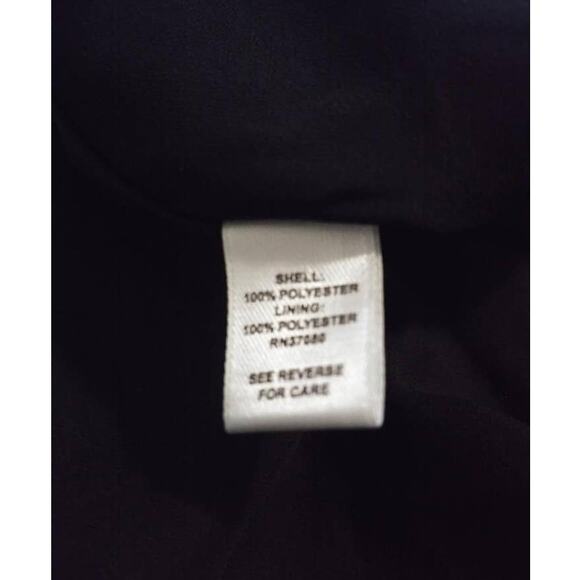 SHELL:
100% POLYESTER
LINING:
100% POLYESTER
RN37080
SEE REVERSE
FOR CARE